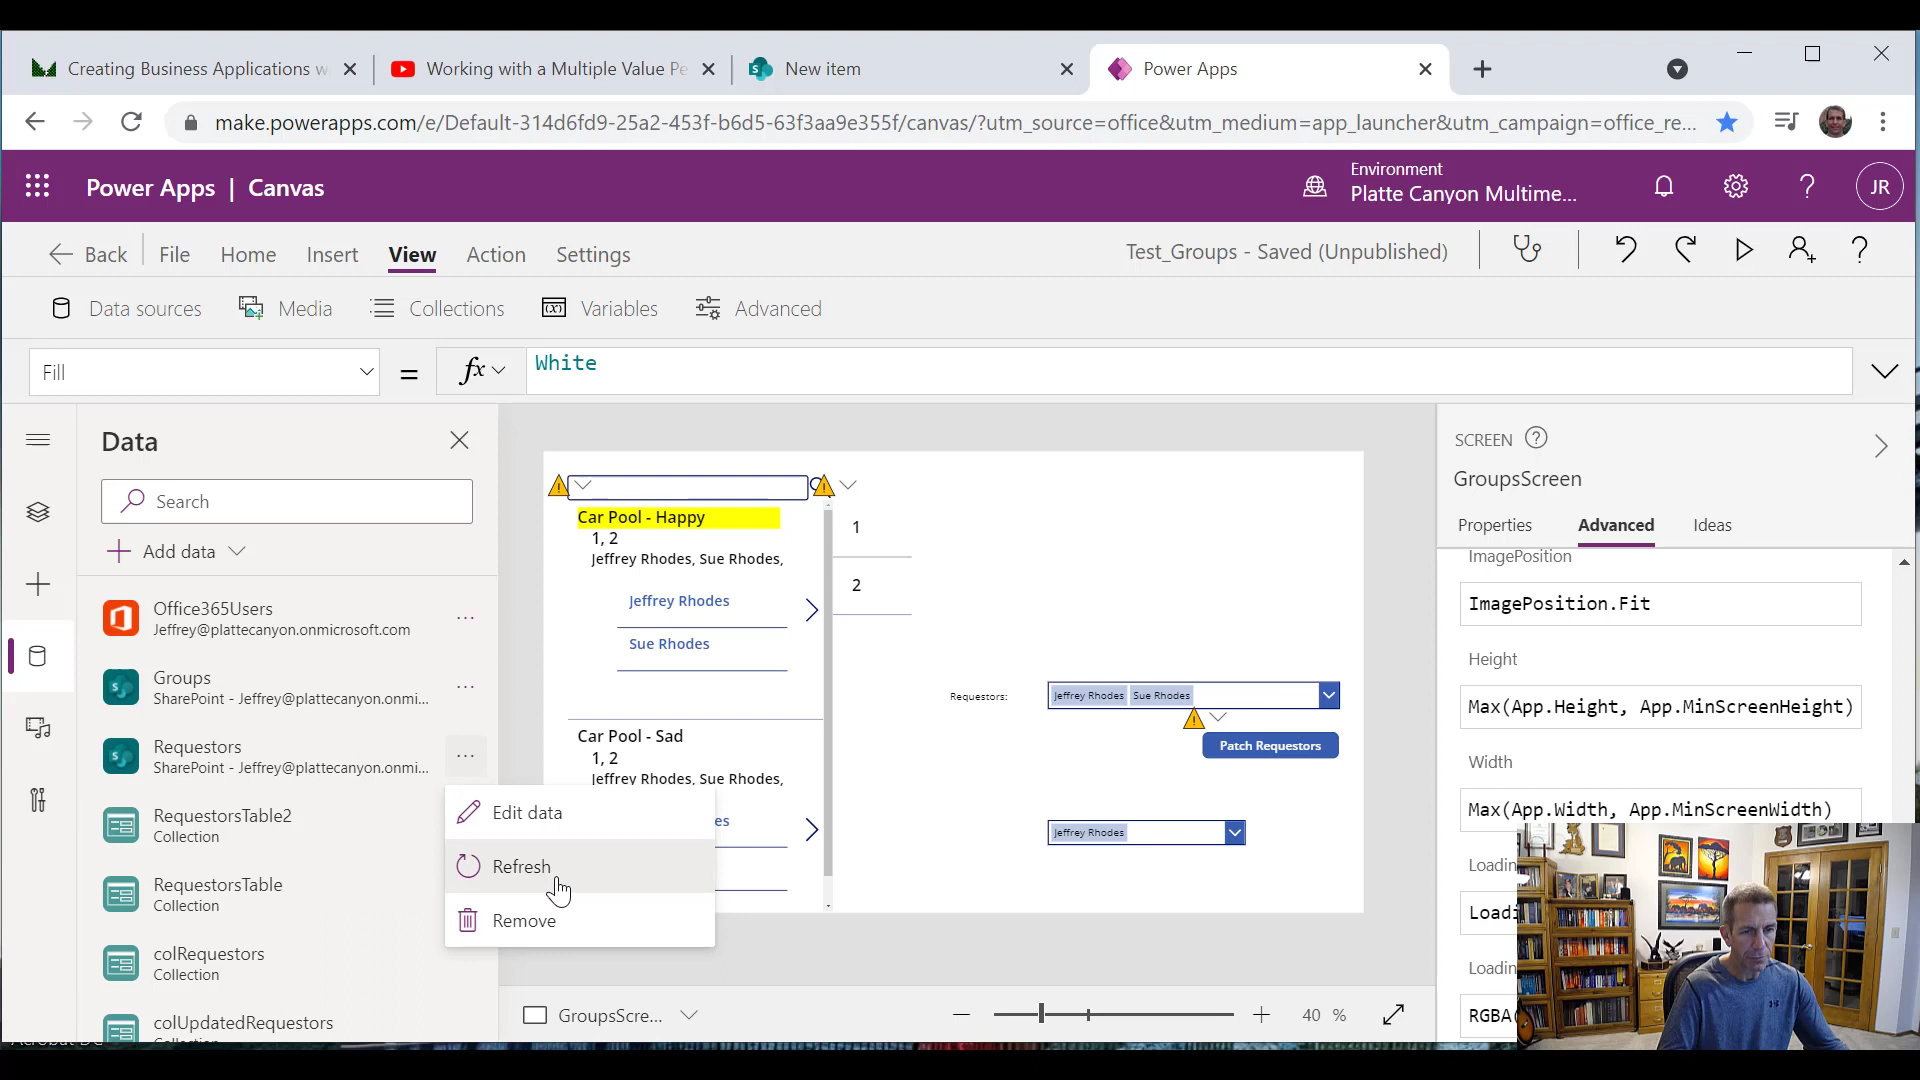 Creating Business Applications w
Working with a Multiple Value Pe
New item
Power Apps
make.powerapps.com/e/Default-314d6fd9-25a2-453f-b6d5-63f3aa9e355f/canvas/?utm_source=office&utm_medium=app_launcher&utm_campaign=office_re...
Power Apps | Canvas
Environment
Platte Canyon Multime...
JR
Back
File
Home
Insert
View
Action
Settings
Test_Groups - Saved (Unpublished)
Data sources
Media
Collections
Variables
Advanced
Fill
=
fx
White
Data
Search
Add data
Office365Users
Jeffrey@plattecanyon.onmicrosoft.com
Groups
SharePoint - Jeffrey@plattecanyon.onmi...
Requestors
SharePoint - Jeffrey@plattecanyon.onmi...
RequestorsTable2
Collection
RequestorsTable
Collection
colRequestors
Collection
colUpdatedRequestors
Collection
Edit data
Refresh
Remove
Car Pool - Happy
1, 2
Jeffrey Rhodes, Sue Rhodes,
Jeffrey Rhodes
Sue Rhodes
Car Pool - Sad
1, 2
Jeffrey Rhodes, Sue Rhodes,
es
1
2
Requestors:
Jeffrey Rhodes Sue Rhodes
Patch Requestors
Jeffrey Rhodes
GroupsScre...
40 %
SCREEN
GroupsScreen
Properties
Advanced
Ideas
ImagePosition
ImagePosition.Fit
Height
Max(App.Height, App.MinScreenHeight)
Width
Max(App.Width, App.MinScreenWidth)
Loadin
Loadi
Loadin
RGBA(